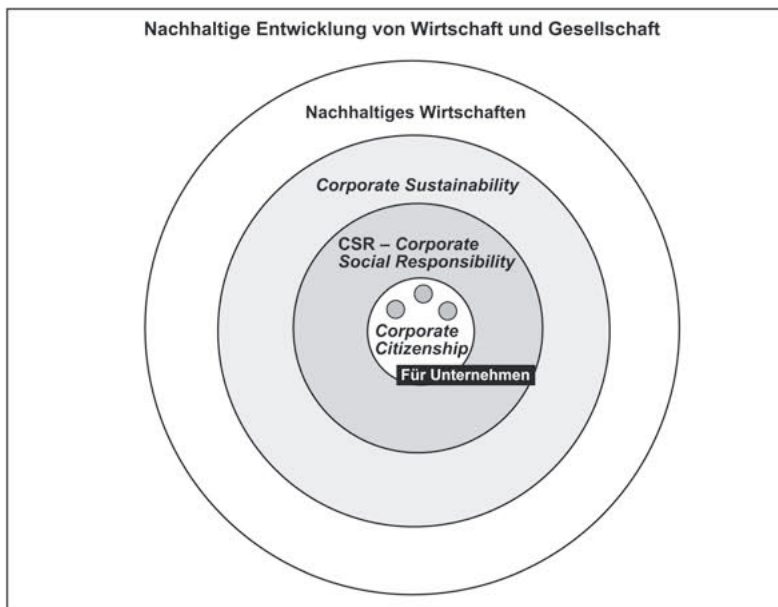 Nachhaltige Entwicklung von Wirtschaft und Gesellschaft
Nachhaltiges Wirtschaften
Corporate Sustainability
CSR – Corporate
Social Responsibility
Corporate
Citizenship
Für Unternehmen